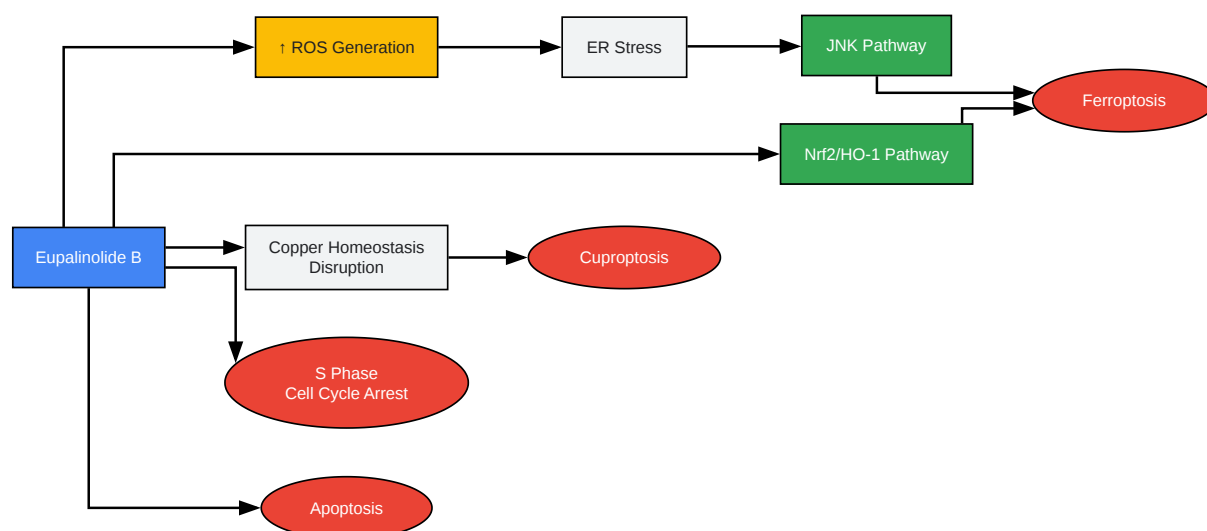 ↑ ROS Generation
ER Stress
JNK Pathway
Ferroptosis
Nrf2/HO-1 Pathway
Eupalinolide B
Copper Homeostasis
Disruption
Cuproptosis
S Phase
Cell Cycle Arrest
Apoptosis